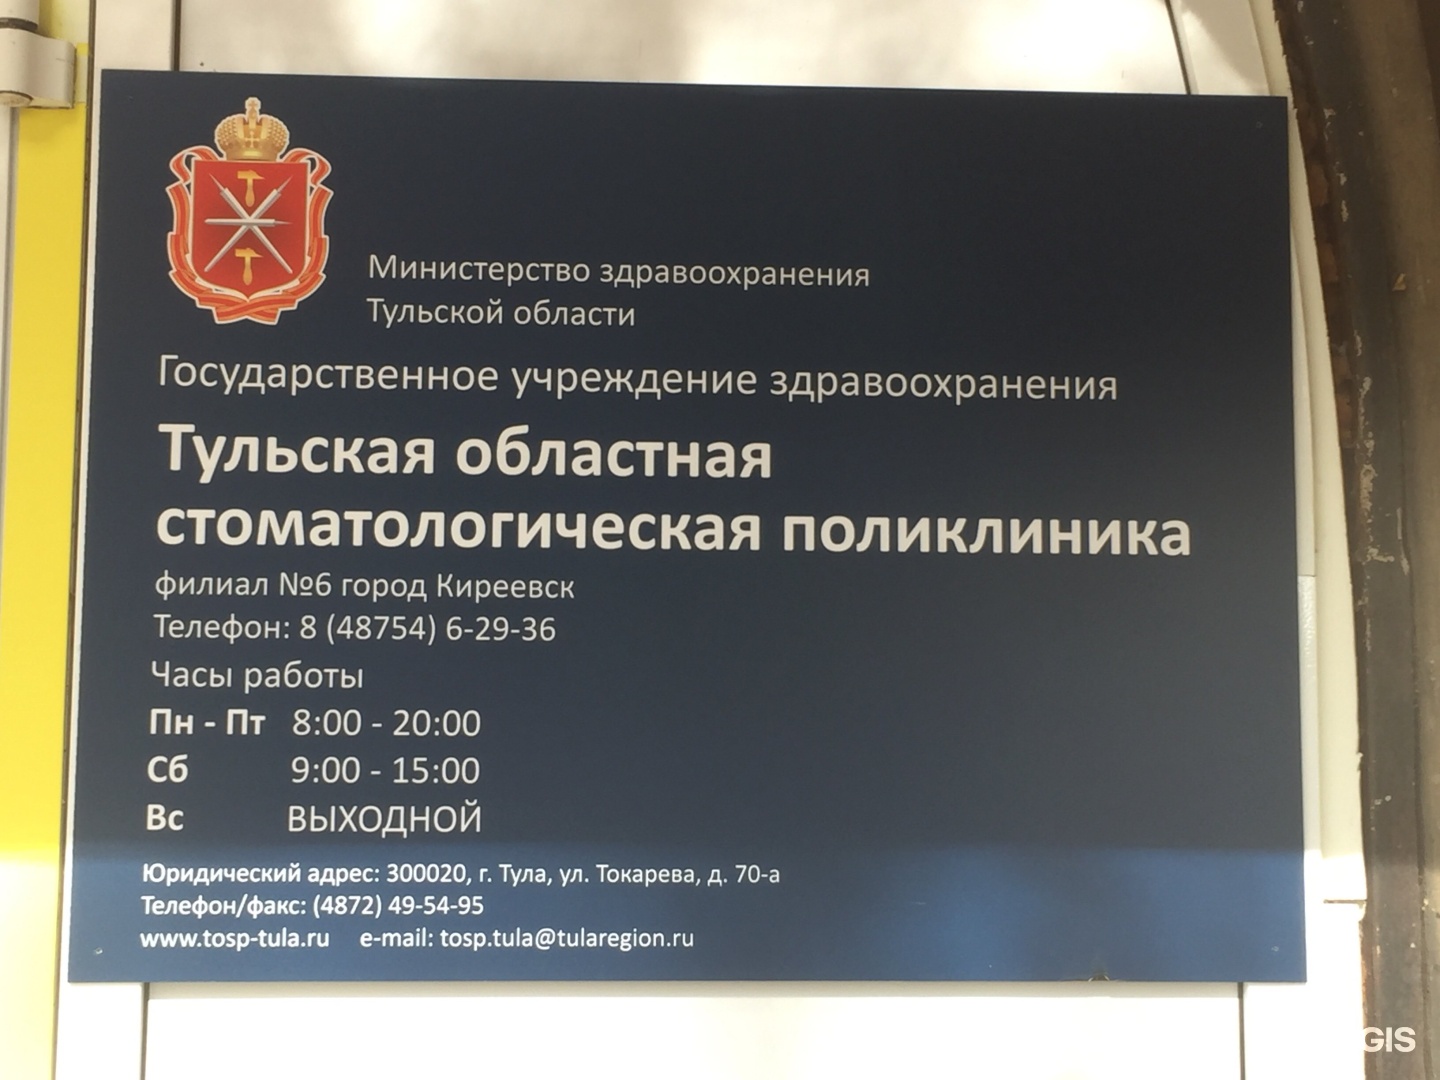 Министерство здравоохранения
Тульской области
Государственное учреждение здравоохранения
Тульская областная
стоматологическая поликлиника
филиал №6 город Киреевск
Телефон: 8 (48754) 6-29-36
Часы работы
Пн - Пт 8:00 - 20:00
Сб 9:00 - 15:00
Вс ВЫХОДНОЙ
Юридический адрес: 300020, г. Тула, ул. Токарева, д. 70-а
Телефон/факс: (4872) 49-54-95
www.tosp-tula.ru e-mail: tosp.tula@tularegion.ru
GIS